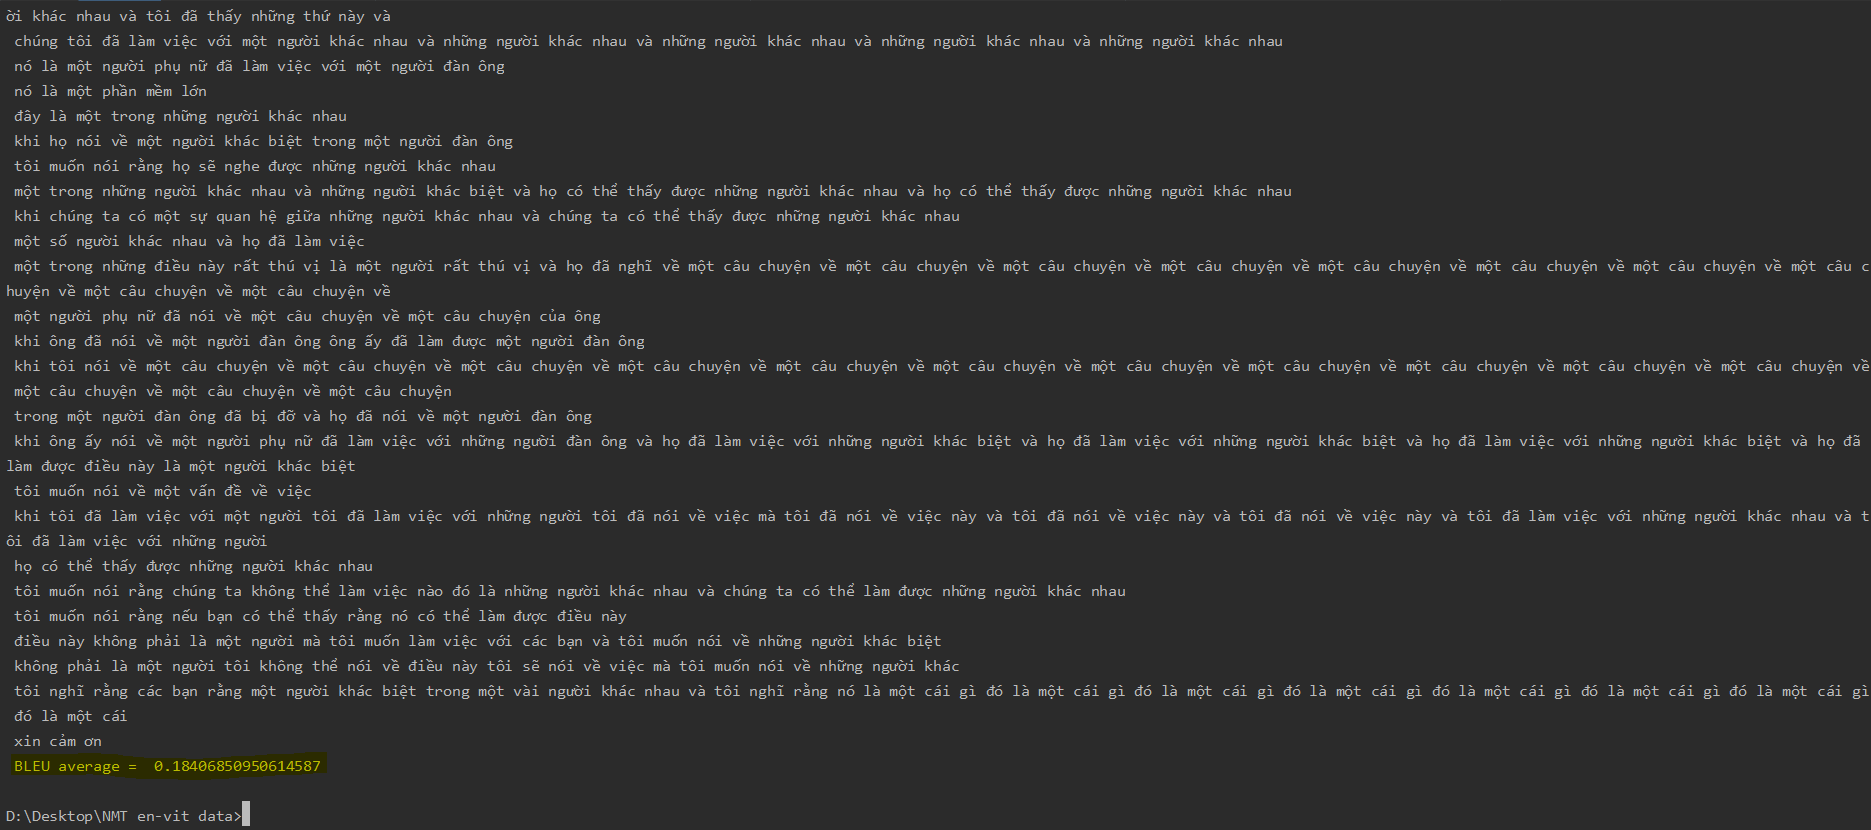 ời khác nhau và tôi đã thấy những thứ này và
chúng tôi đã làm việc với một người khác nhau và những người khác nhau và những người khác nhau và những người khác nhau và những người khác nhau
nó là một người phụ nữ đã làm việc với một người đàn ông
nó là một phần mềm lớn
đây là một trong những người khác nhau
khi họ nói về một người khác biệt trong một người đàn ông
tôi muốn nói rằng họ sẽ nghe được những người khác nhau
một trong những người khác nhau và những người khác biệt và họ có thể thấy được những người khác nhau và họ có thể thấy được những người khác nhau
khi chúng ta có một sự quan hệ giữa những người khác nhau và chúng ta có thể thấy được những người khác nhau
một số người khác nhau và họ đã làm việc
một trong những điều này rất thú vị là một người rất thú vị và họ đã nghĩ về một câu chuyện về một câu chuyện về một câu chuyện về một câu chuyện về một câu chuyện về một câu chuyện về một câu chuyện về một câu c
huyện về một câu chuyện về một câu chuyện về
một người phụ nữ đã nói về một câu chuyện về một câu chuyện của ông
khi ông đã nói về một người đàn ông ông ấy đã làm được một người đàn ông
khi tôi nói về một câu chuyện về một câu chuyện về một câu chuyện về một câu chuyện về một câu chuyện về một câu chuyện về một câu chuyện về một câu chuyện về một câu chuyện về một câu chuyện về một câu chuyện về
một câu chuyện về một câu chuyện về một câu chuyện
trong một người đàn ông đã bị đỡ và họ đã nói về một người đàn ông
khi ông ấy nói về một người phụ nữ đã làm việc với những người đàn ông và họ đã làm việc với những người khác biệt và họ đã làm việc với những người khác biệt và họ đã làm việc với những người khác biệt và họ đã
làm được điều này là một người khác biệt
tôi muốn nói về một vấn đề về việc
khi tôi đã làm việc với một người tôi đã làm việc với những người tôi đã nói về việc mà tôi đã nói về việc này và tôi đã nói về việc này và tôi đã nói về việc này và tôi đã làm việc với những người khác nhau và t
ôi đã làm việc với những người
họ có thể thấy được những người khác nhau
tôi muốn nói rằng chúng ta không thể làm việc nào đó là những người khác nhau và chúng ta có thể làm được những người khác nhau
tôi muốn nói rằng nếu bạn có thể thấy rằng nó có thể làm được điều này
điều này không phải là một người mà tôi muốn làm việc với các bạn và tôi muốn nói về những người khác biệt
không phải là một người tôi không thể nói về điều này tôi sẽ nói về việc mà tôi muốn nói về những người khác
tôi nghĩ rằng các bạn rằng một người khác biệt trong một vài người khác nhau và tôi nghĩ rằng nó là một cái gì đó là một cái gì đó là một cái gì đó là một cái gì đó là một cái gì đó là một cái gì đó là một cái gì
đó là một cái
xin cảm ơn
BLEU average =  0.18406850950614587
D:\Desktop\NMT en-vit data>